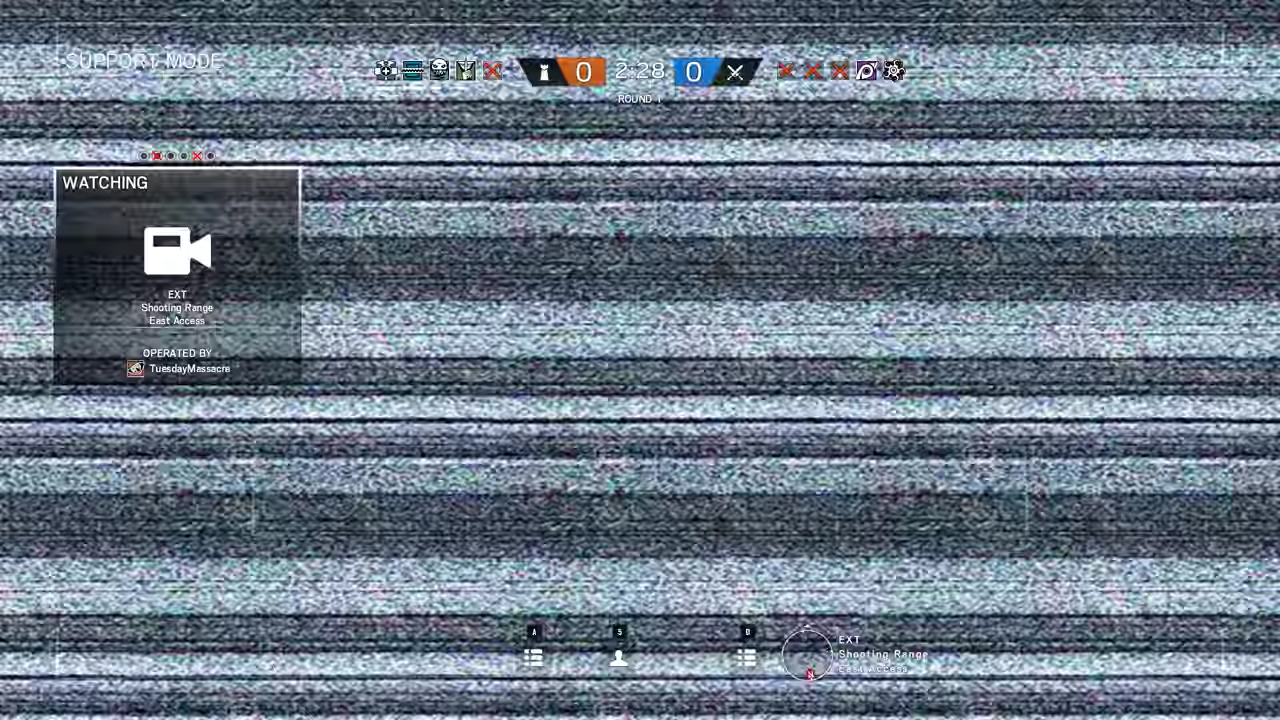 SUPPORT MODE
0 2:28 0
ROUND 1
WATCHING
EXT
Shooting Range
East Access
OPERATED BY
TuesdayMassacre
A S D
EXT
Shooting Range
East Access
N